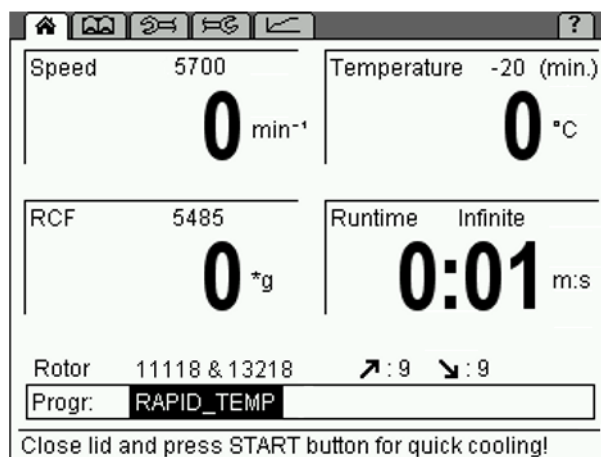 ?
Speed 5700
0 min⁻¹
Temperature -20 (min.)
0 °C
RCF 5485
0 *g
Runtime Infinite
0:01 m:s
Rotor 11118 & 13218 ↗ : 9 ↘ : 9
Progr: RAPID_TEMP
Close lid and press START button for quick cooling!